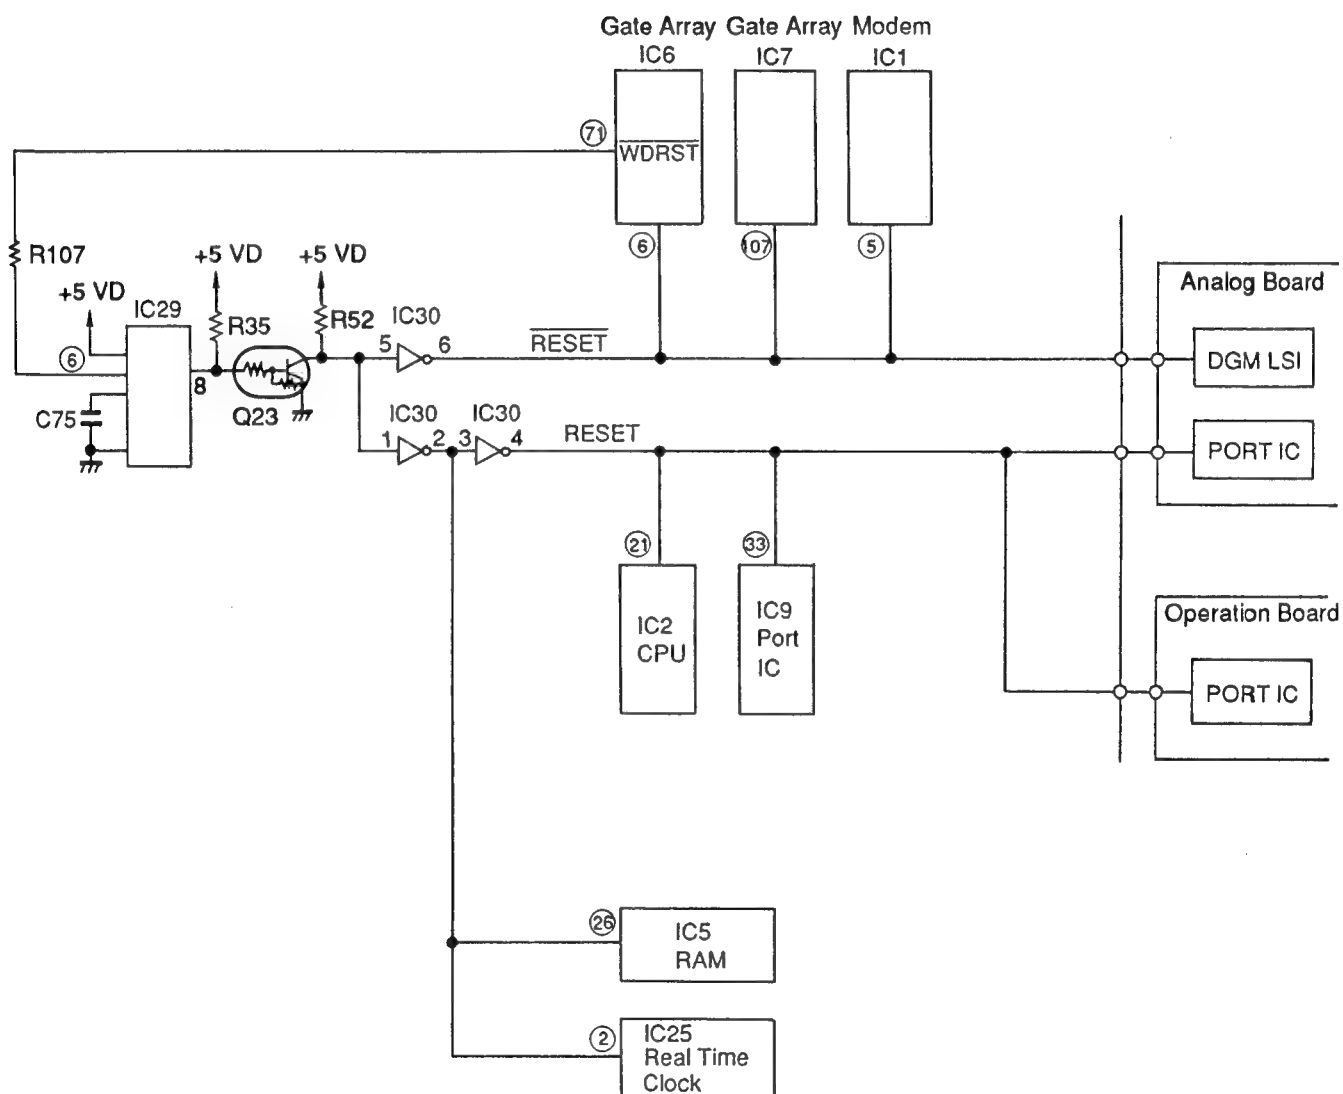 Gate Array Gate Array Modem
IC6 IC7 IC1
71
WDRST
6 107 5
R107
+5 VD +5 VD
+5 VD
IC29
R35 R52 IC30
6
5 6
RESET
8
C75
Q23
IC30 IC30
1 2 3 4
RESET
Analog Board
DGM LSI
PORT IC
21 33
IC2
CPU
IC9
Port
IC
Operation Board
PORT IC
26
IC5
RAM
2
IC25
Real Time
Clock